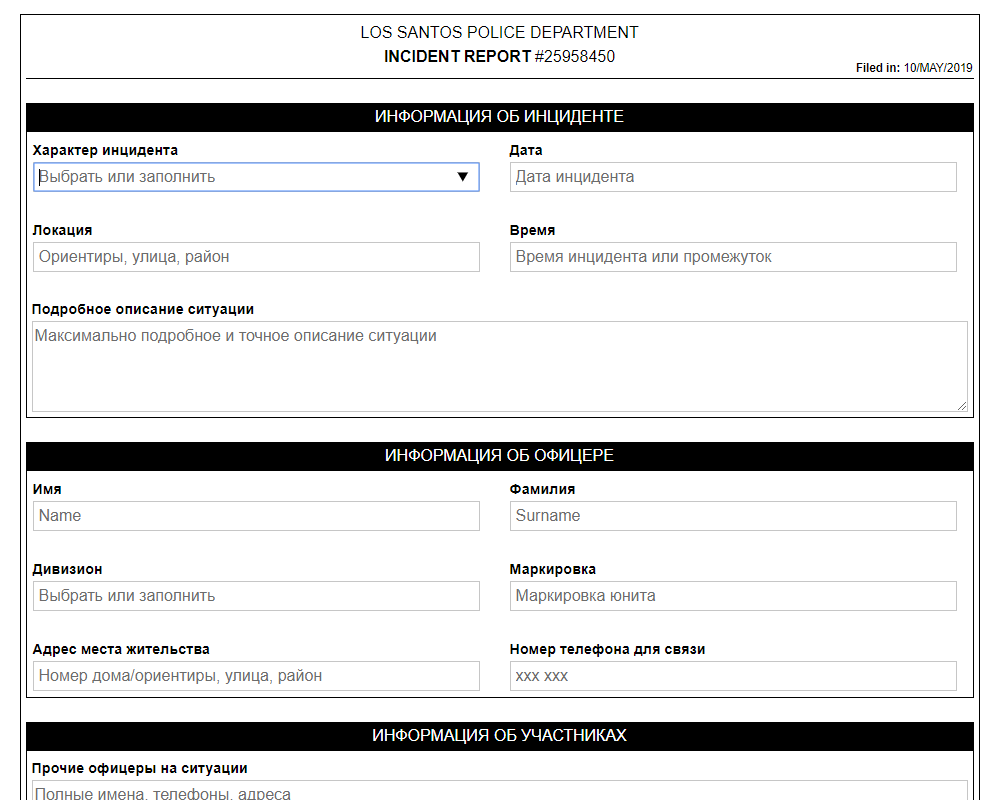 LOS SANTOS POLICE DEPARTMENT
INCIDENT REPORT #25958450
Filed in: 10/MAY/2019
ИНФОРМАЦИЯ ОБ ИНЦИДЕНТЕ
Характер инцидента Дата
Выбрать или заполнить ▼ Дата инцидента
Локация Время
Ориентиры, улица, район Время инцидента или промежуток
Подробное описание ситуации
Максимально подробное и точное описание ситуации
ИНФОРМАЦИЯ ОБ ОФИЦЕРЕ
Имя Фамилия
Name Surname
Дивизион Маркировка
Выбрать или заполнить Маркировка юнита
Адрес места жительства Номер телефона для связи
Номер дома/ориентиры, улица, район xxx xxx
ИНФОРМАЦИЯ ОБ УЧАСТНИКАХ
Прочие офицеры на ситуации
Полные имена, телефоны, адреса